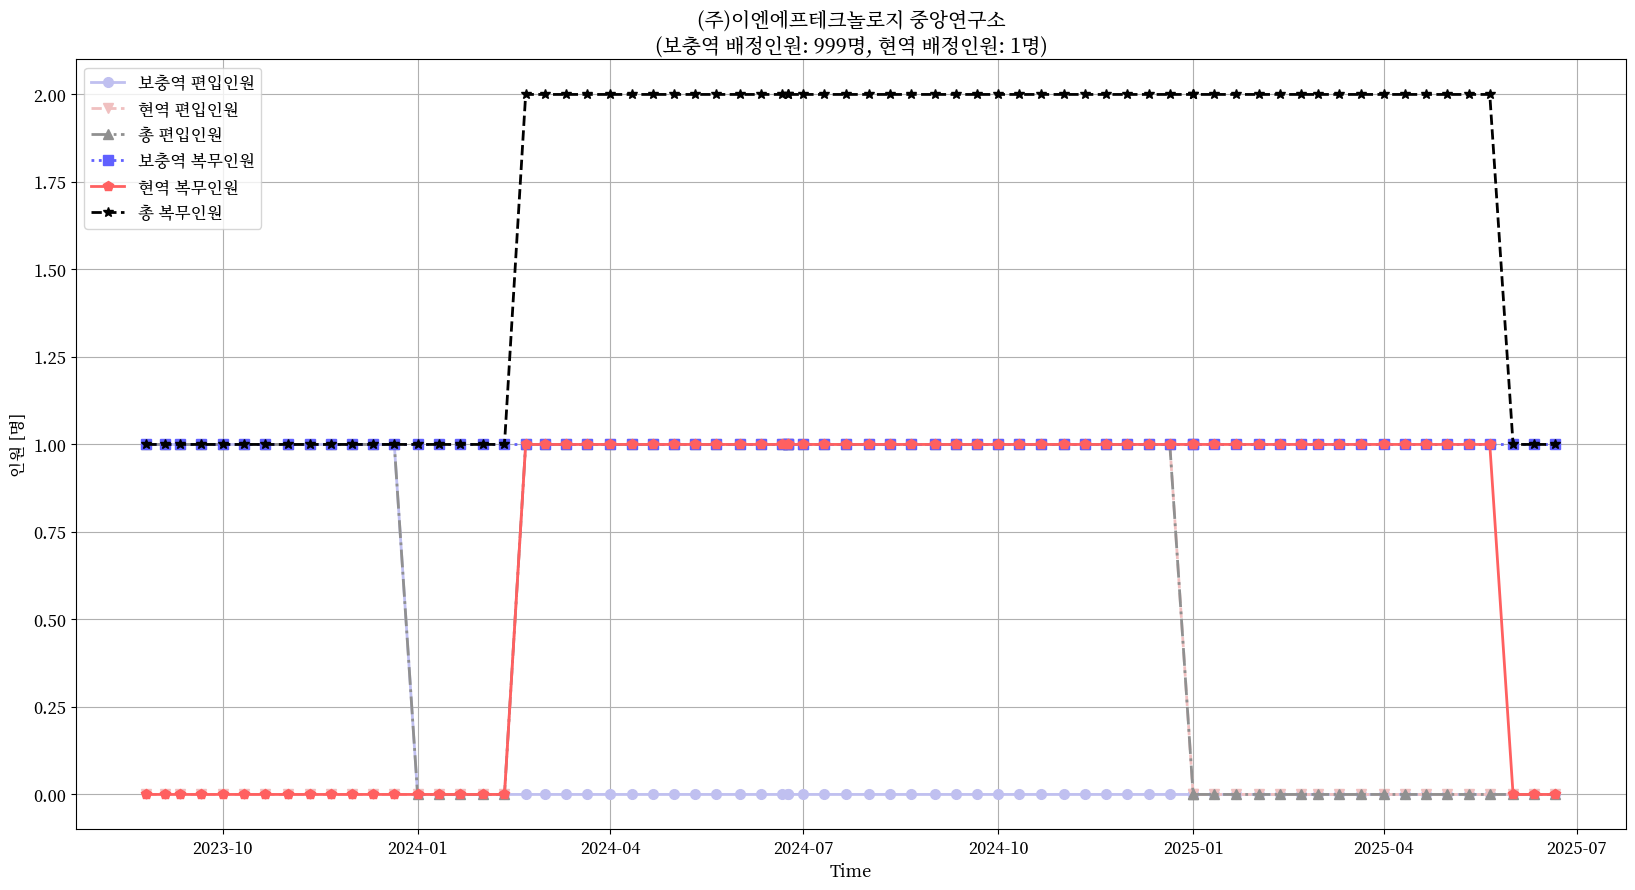 (주)이엔에프테크놀로지 중앙연구소
(보충역 배정인원: 999명, 현역 배정인원: 1명)
보충역 편입인원
현역 편입인원
총 편입인원
보충역 복무인원
현역 복무인원
총 복무인원
인원 [명]
2.00
1.75
1.50
1.25
1.00
0.75
0.50
0.25
0.00
2023-10
2024-01
2024-04
2024-07
2024-10
2025-01
2025-04
2025-07
Time